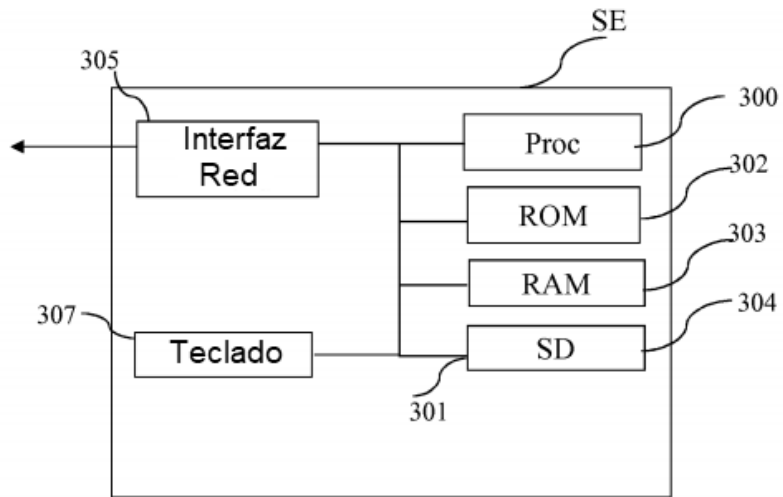 SE
305
Interfaz
Red
Proc
300
302
ROM
303
RAM
304
307
Teclado
SD
301